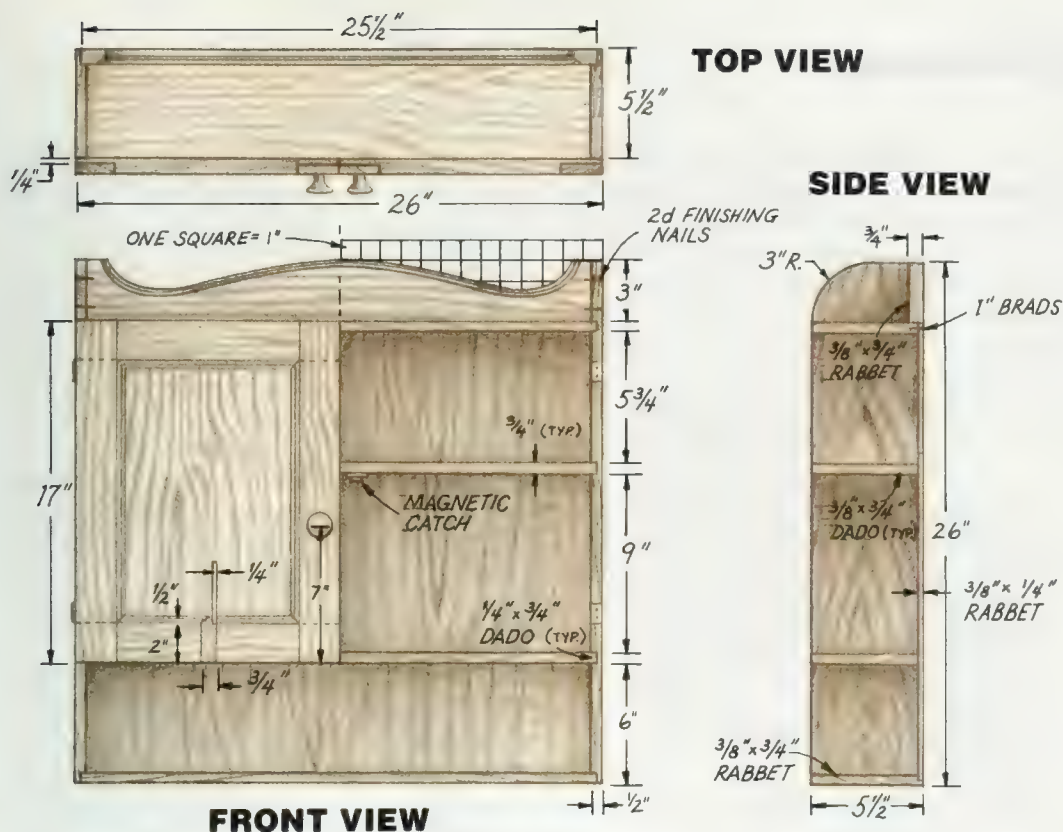 25½"
TOP VIEW
5½"
¼"
26"
SIDE VIEW
ONE SQUARE = 1"
2d FINISHING
NAILS
¾"
3"R.
3"
1" BRADS
3/8" x ¾"
RABBET
5¾"
¾" (TYP.)
17"
MAGNETIC
CATCH
3/8" x ¾"
DADO (TYP.)
26"
9"
¼"
½"
7"
¼" x ¾"
DADO (TYP.)
3/8" x ¼"
RABBET
2"
¾"
6"
3/8" x ¾"
RABBET
½"
5½"
FRONT VIEW